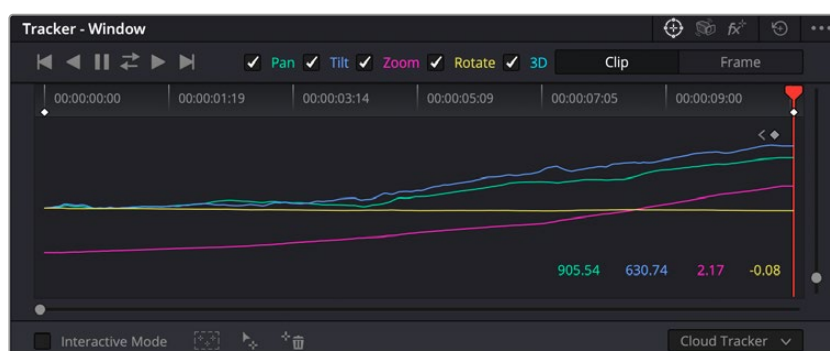 Tracker - Window
Pan Tilt Zoom Rotate 3D Clip Frame
00:00:00:00 00:00:01:19 00:00:03:14 00:00:05:09 00:00:07:05 00:00:09:00
905.54 630.74 2.17 -0.08
Interactive Mode Cloud Tracker